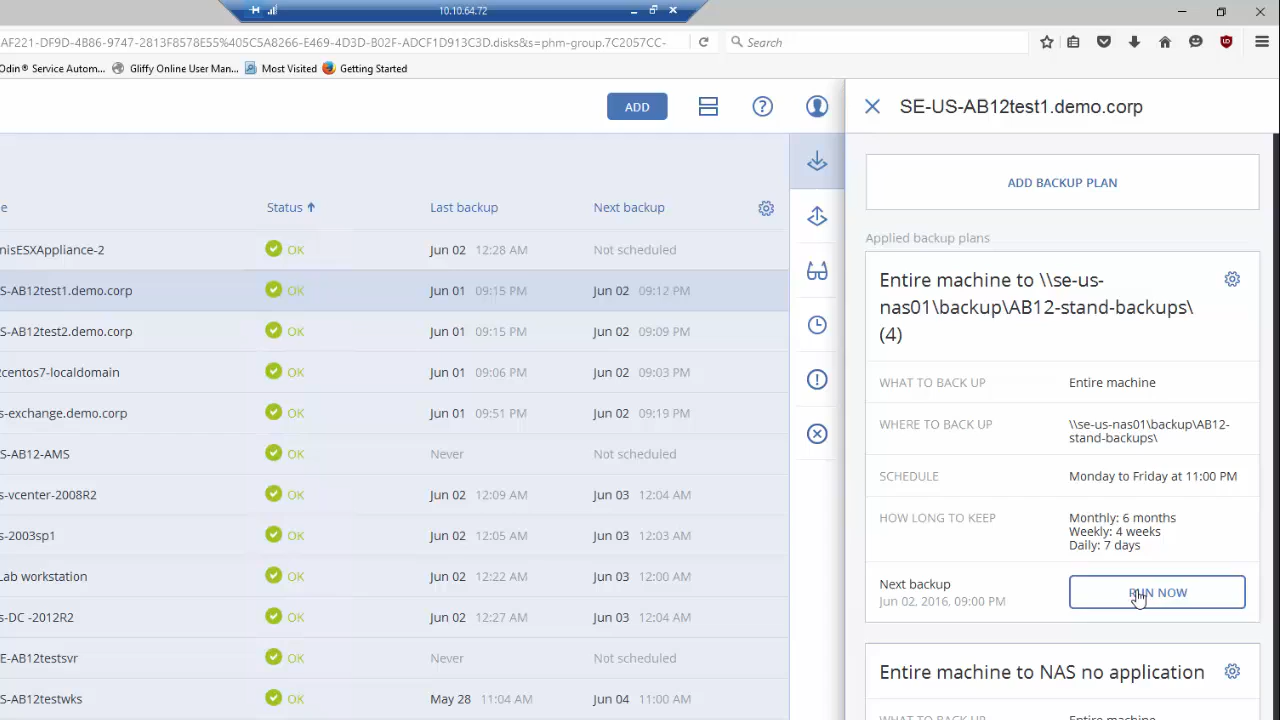 10.10.64.72
AF221-DF9D-4B86-9747-2813F8578E55%405C5A8266-E469-4D3D-B02F-ADCF1D913C3D.disks&s=phm-group.7C2057CC-
Search
Odin® Service Autom...
Gliffy Online User Man...
Most Visited
Getting Started
ADD
SE-US-AB12test1.demo.corp
ADD BACKUP PLAN
e Status Last backup Next backup
nisESXAppliance-2 OK Jun 02 12:28 AM Not scheduled
S-AB12test1.demo.corp OK Jun 01 09:15 PM Jun 02 09:12 PM
S-AB12test2.demo.corp OK Jun 01 09:15 PM Jun 02 09:09 PM
2centos7-localdomain OK Jun 01 09:06 PM Jun 02 09:03 PM
s-exchange.demo.corp OK Jun 01 09:51 PM Jun 02 09:19 PM
S-AB-12-AMS OK Never Not scheduled
s-vcenter-2008R2 OK Jun 02 12:09 AM Jun 03 12:04 AM
s-2003sp1 OK Jun 02 12:05 AM Jun 03 12:03 AM
Lab workstation OK Jun 02 12:22 AM Jun 03 12:00 AM
s-DC -2012R2 OK Jun 02 12:27 AM Jun 03 12:04 AM
E-AB12testsvr OK Never Not scheduled
S-AB12testwks OK May 28 11:04 AM Jun 04 11:00 AM
Applied backup plans
Entire machine to \\se-us-
nas01\backup\AB12-stand-backups\
(4)
WHAT TO BACK UP Entire machine
WHERE TO BACK UP \\se-us-nas01\backup\AB12-
stand-backups\
SCHEDULE Monday to Friday at 11:00 PM
HOW LONG TO KEEP Monthly: 6 months
Weekly: 4 weeks
Daily: 7 days
Next backup
Jun 02, 2016, 09:00 PM
RUN NOW
Entire machine to NAS no application
WHAT TO BACK UP Entire machine